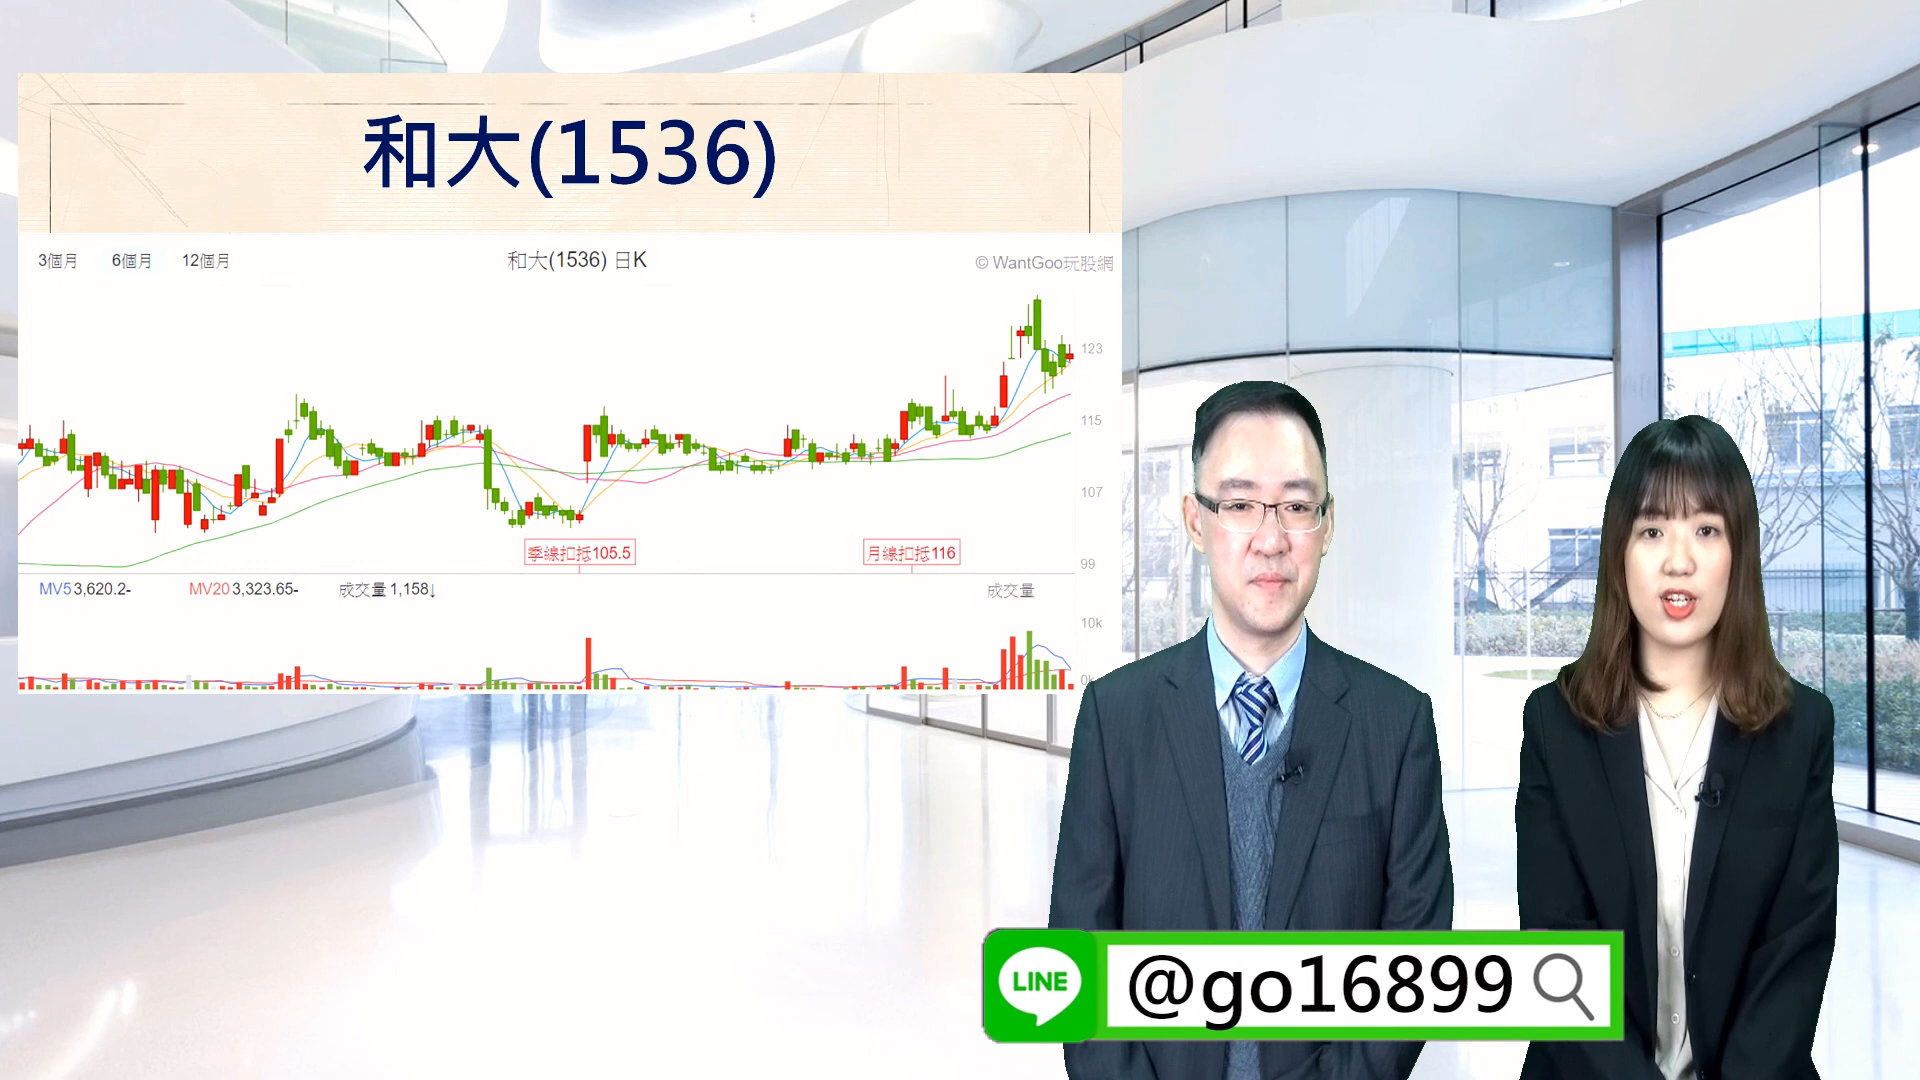 和大(1536)
3個月 6個月 12個月 和大(1536) 日K © WantGoo玩股網
123
115
107
季線扣抵105.5 月線扣抵116
99
MV5 3,620.2- MV20 3,323.65- 成交量 1,158↓ 成交量
10k
0k
LINE @go16899